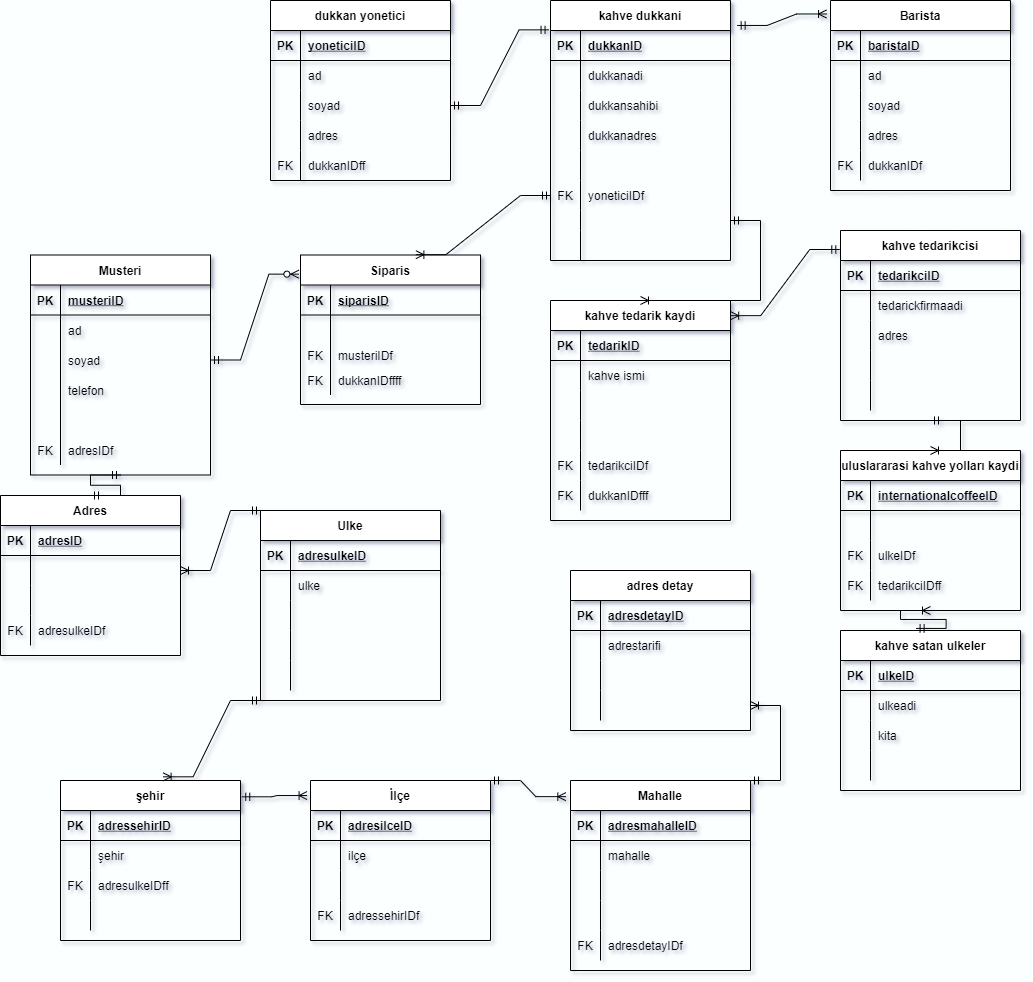 dukkan yonetici
PK yoneticiID
ad
soyad
adres
FK dukkanIDff
kahve dukkani
PK dukkanID
dukkanadi
dukkansahibi
dukkanadres
FK yoneticiIDf
Barista
PK baristaID
ad
soyad
adres
FK dukkanIDf
Musteri
PK musteriID
ad
soyad
telefon
FK adresIDf
Siparis
PK siparisID
FK musteriIDf
FK dukkanIDffff
kahve tedarik kaydi
PK tedarikID
kahve ismi
FK tedarikciIDf
FK dukkanIDfff
kahve tedarikcisi
PK tedarikciID
tedarickfirmaadi
adres
uluslararasi kahve yolları kaydi
PK internationalcoffeeID
FK ulkeIDf
FK tedarikciIDff
Adres
PK adresID
FK adresulkeIDf
Ulke
PK adresulkeID
ulke
adres detay
PK adresdetayID
adrestarifi
kahve satan ulkeler
PK ulkeID
ulkeadi
kita
şehir
PK adressehirID
şehir
FK adresulkeIDff
İlçe
PK adresilceID
ilçe
FK adressehirIDf
Mahalle
PK adresmahalleID
mahalle
FK adresdetayIDf